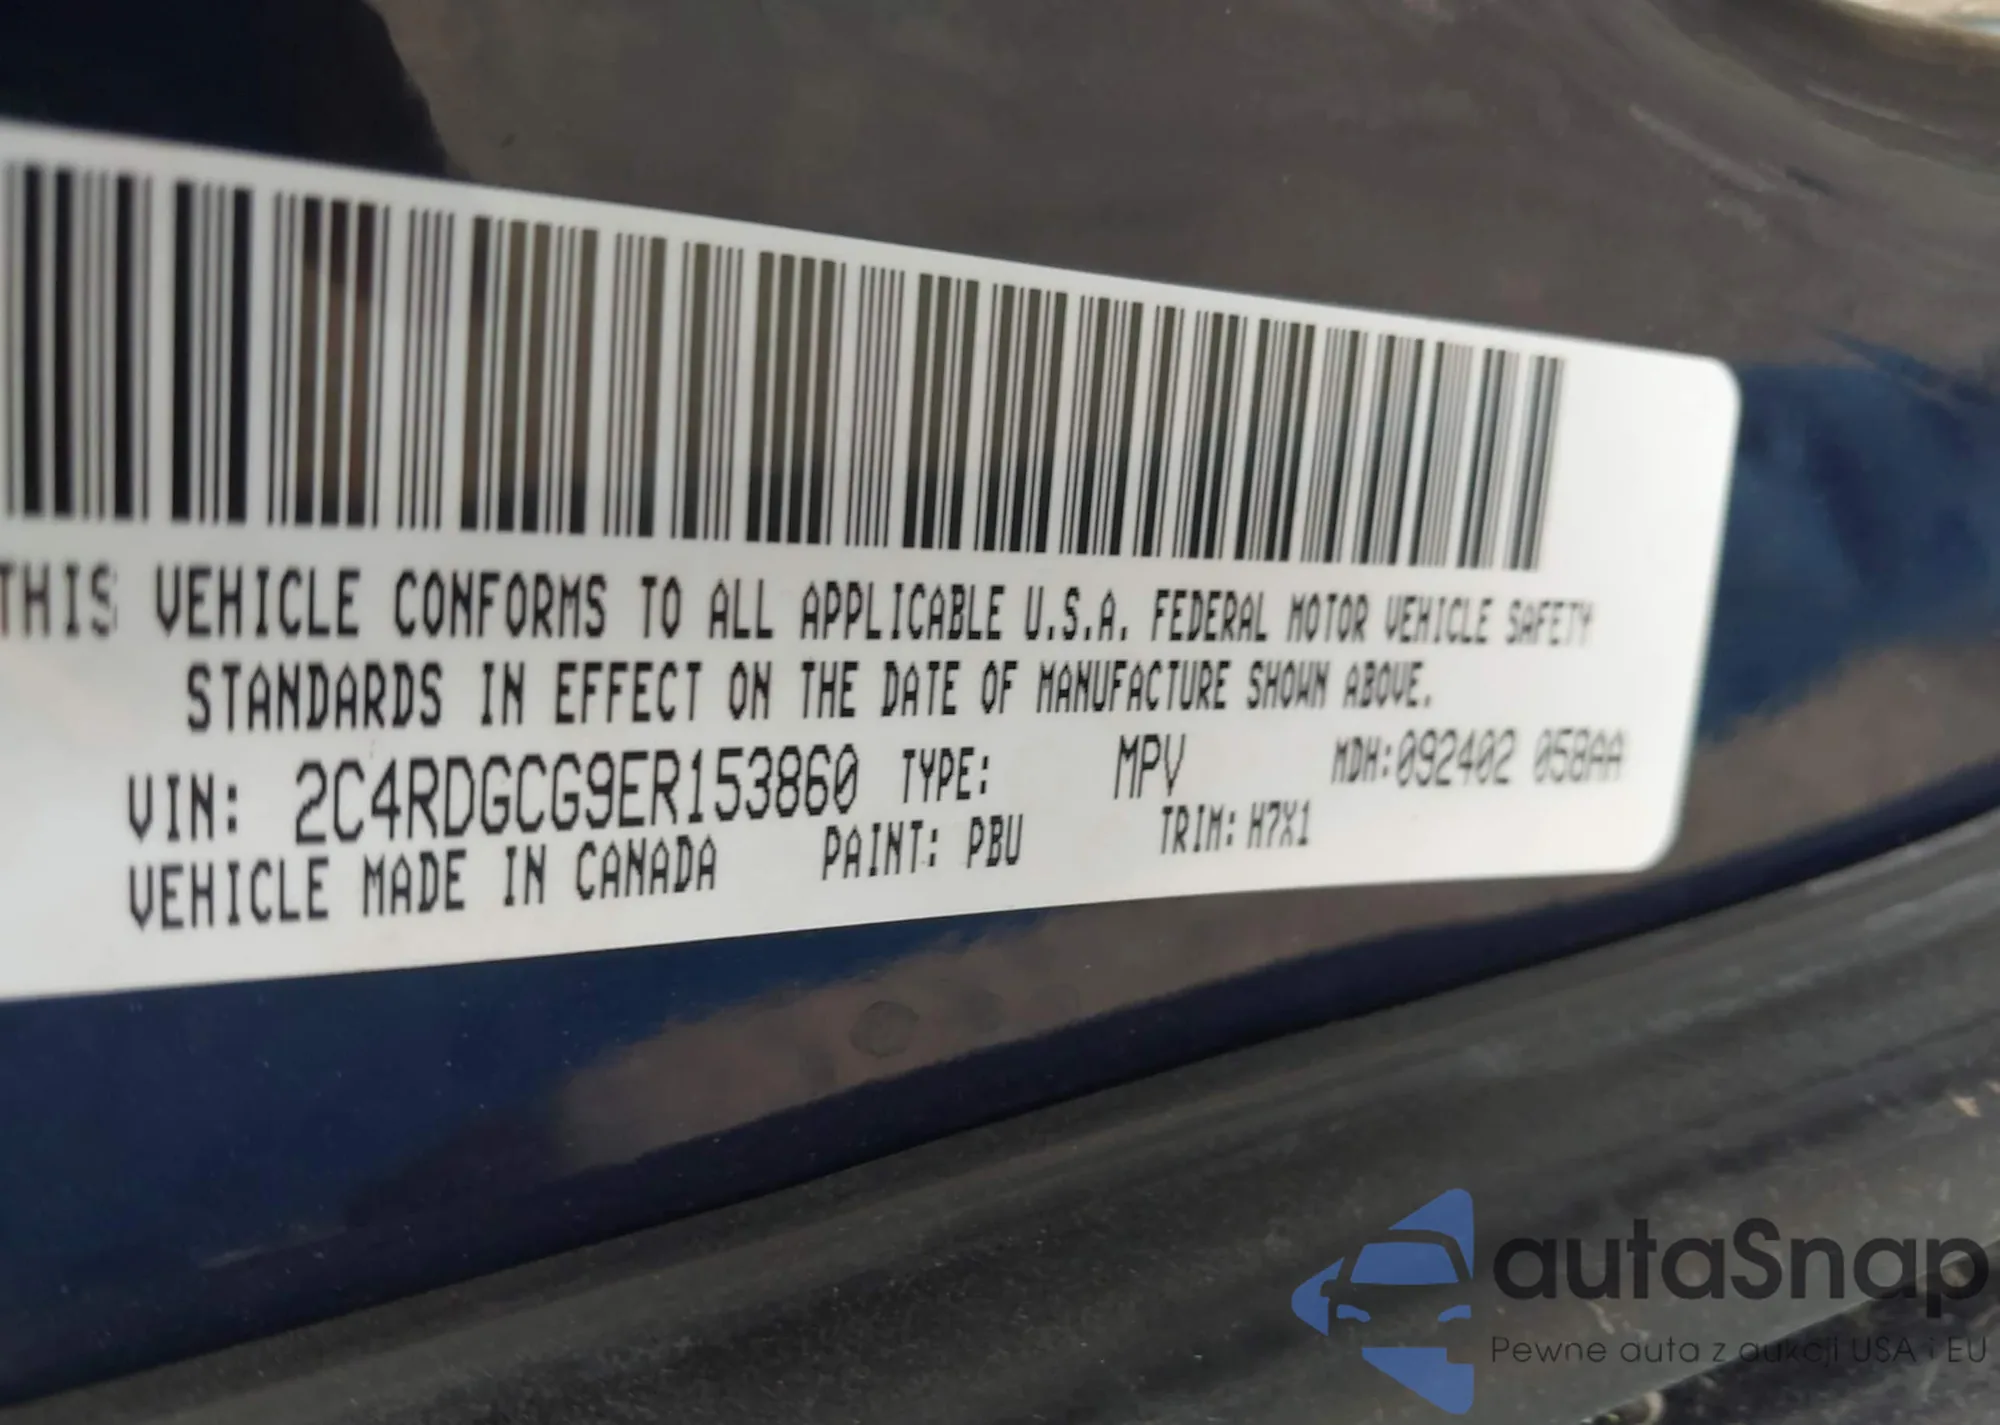 THIS VEHICLE CONFORMS TO ALL APPLICABLE U.S.A. FEDERAL MOTOR VEHICLE SAFETY
STANDARDS IN EFFECT ON THE DATE OF MANUFACTURE SHOWN ABOVE.
VIN: 2C4RDGCG9ER153860 TYPE: MPV MDH:092402 058AA
VEHICLE MADE IN CANADA PAINT: PBU TRIM: H7X1
autaSnap
Pewne auta z aukcji USA i EU